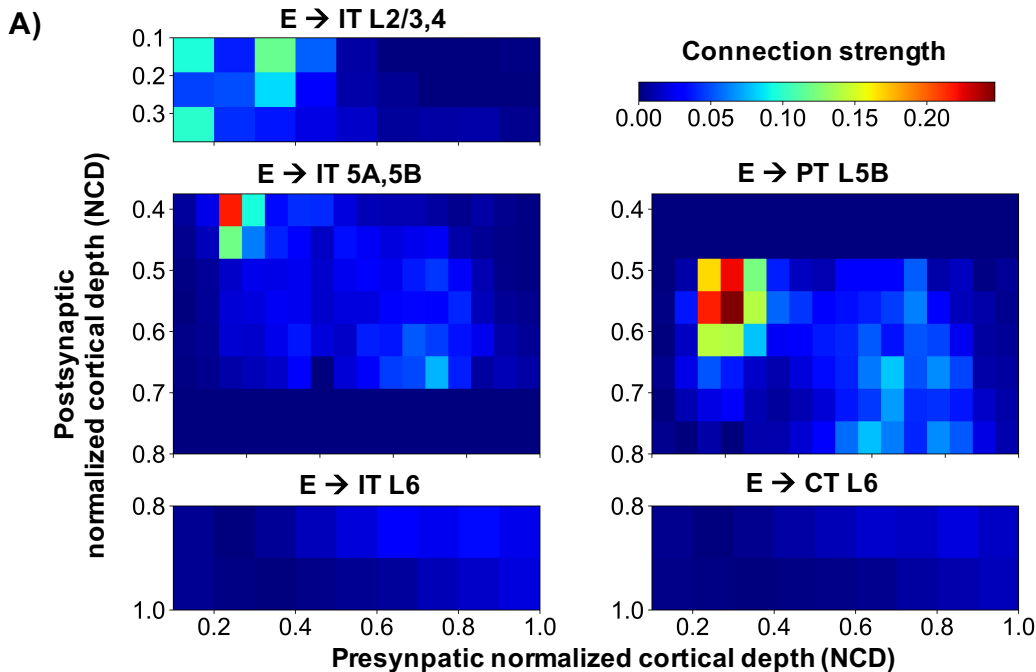 A)
E → IT L2/3,4
0.1
0.2
0.3
Connection strength
0.00 0.05 0.10 0.15 0.20
Postsynaptic
normalized cortical depth (NCD)
E → IT 5A,5B
0.4
0.5
0.6
0.7
0.8
E → PT L5B
0.4
0.5
0.6
0.7
0.8
E → IT L6
0.8
1.0
0.2 0.4 0.6 0.8 1.0
E → CT L6
0.8
1.0
0.2 0.4 0.6 0.8 1.0
Presynpatic normalized cortical depth (NCD)